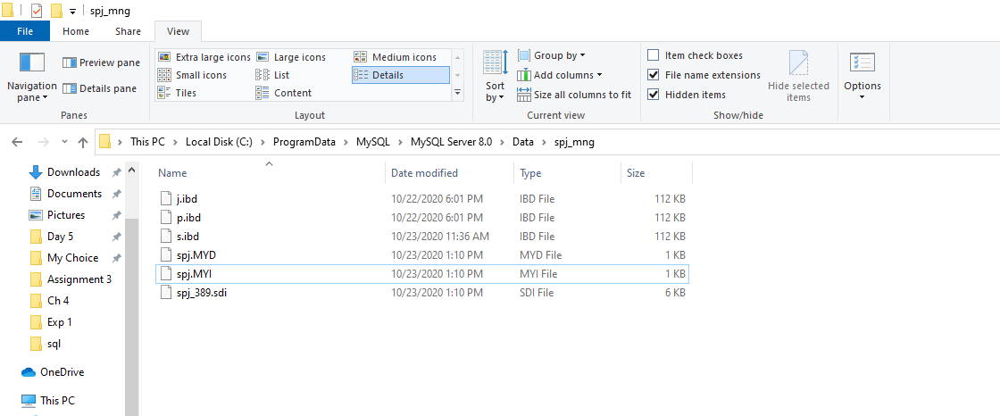 spj_mng
File Home Share View
Navigation pane
Preview pane
Details pane
Panes
Extra large icons Large icons Medium icons
Small icons List Details
Tiles Content
Layout
Sort by
Group by
Add columns
Size all columns to fit
Current view
Item check boxes
File name extensions
Hidden items
Hide selected items
Show/hide
Options
This PC > Local Disk (C:) > ProgramData > MySQL > MySQL Server 8.0 > Data > spj_mng
Downloads
Documents
Pictures
Day 5
My Choice
Assignment 3
Ch 4
Exp 1
sql
OneDrive
This PC
Name Date modified Type Size
j.ibd 10/22/2020 6:01 PM IBD File 112 KB
p.ibd 10/22/2020 6:01 PM IBD File 112 KB
s.ibd 10/23/2020 11:36 AM IBD File 112 KB
spj.MYD 10/23/2020 1:10 PM MYD File 1 KB
spj.MYI 10/23/2020 1:10 PM MYI File 1 KB
spj_389.sdi 10/23/2020 1:10 PM SDI File 6 KB